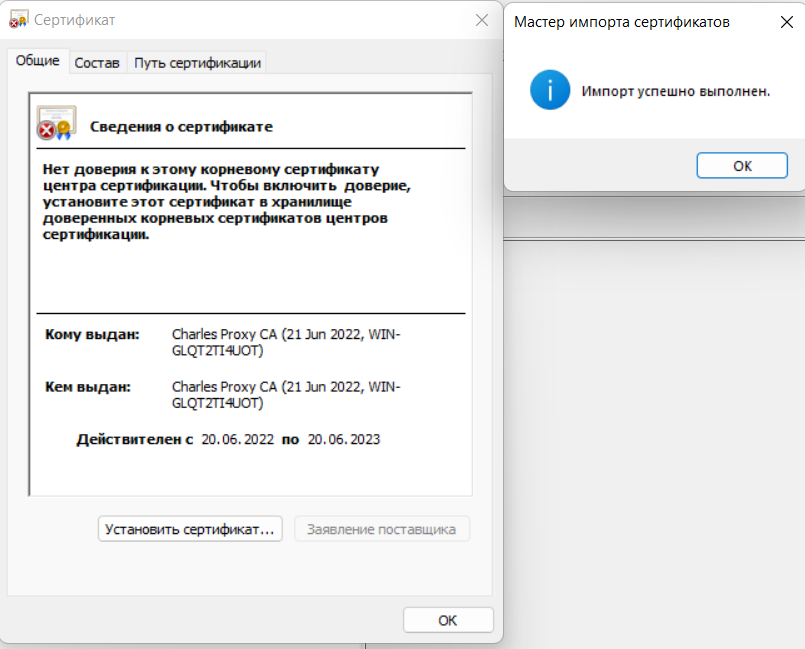 Сертификат
Общие Состав Путь сертификации
Сведения о сертификате
Нет доверия к этому корневому сертификату
центра сертификации. Чтобы включить доверие,
установите этот сертификат в хранилище
доверенных корневых сертификатов центров
сертификации.
Кому выдан: Charles Proxy CA (21 Jun 2022, WIN-
GLQT2TI4UOT)
Кем выдан: Charles Proxy CA (21 Jun 2022, WIN-
GLQT2TI4UOT)
Действителен с 20.06.2022 по 20.06.2023
Установить сертификат... Заявление поставщика
ОК
Мастер импорта сертификатов
Импорт успешно выполнен.
ОК